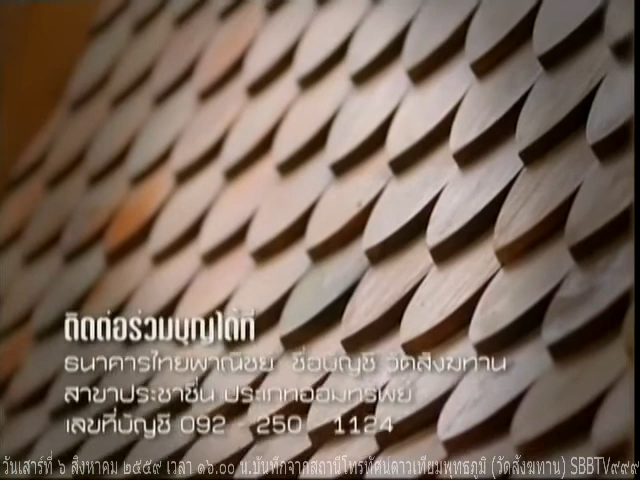 ติดต่อร่วมบุญได้ที่
ธนาคารไทยพาณิชย์ ชื่อบัญชี วัดสังฆทาน
สาขาประชาชื่น ประเภทออมทรัพย์
เลขที่บัญชี 092 - 250 - 1124
วันเสาร์ที่ ๖ สิงหาคม ๒๕๕๙ เวลา ๑๖.๐๐ น.บันทึกจากสถานีโทรทัศน์ดาวเทียมพุทธภูมิ (วัดสังฆทาน) SBBTV๙๙๙